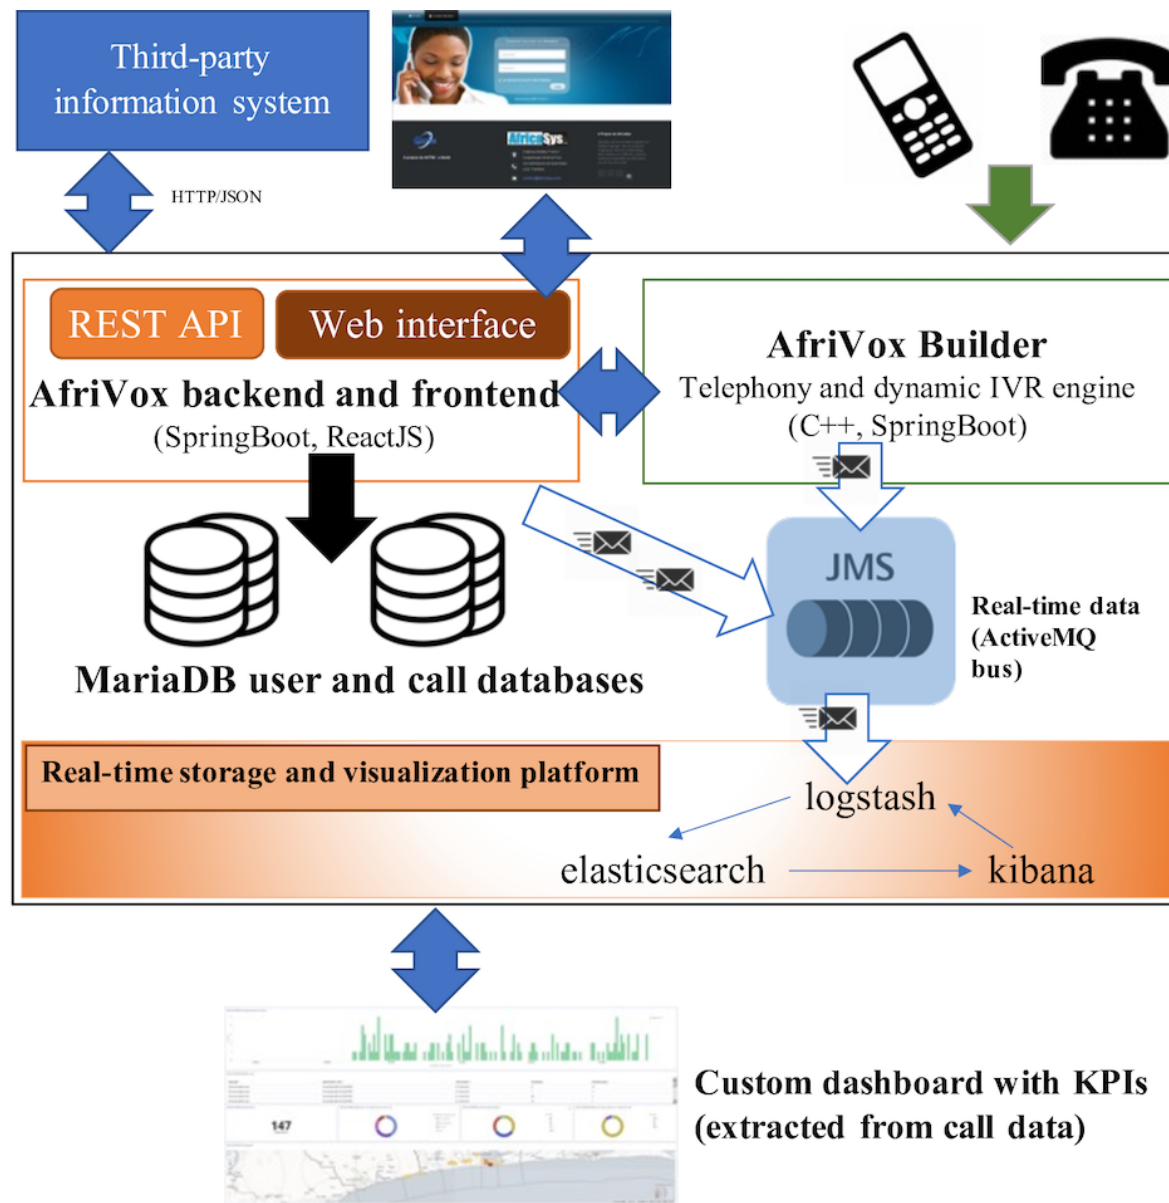 Third-party
information system
AfricaSys
HTTP/JSON
REST API
Web interface
AfriVox backend and frontend
(SpringBoot, ReactJS)
AfriVox Builder
Telephony and dynamic IVR engine
(C++, SpringBoot)
JMS
Real-time data
(ActiveMQ
bus)
MariaDB user and call databases
Real-time storage and visualization platform
logstash
elasticsearch
kibana
147
Custom dashboard with KPIs
(extracted from call data)